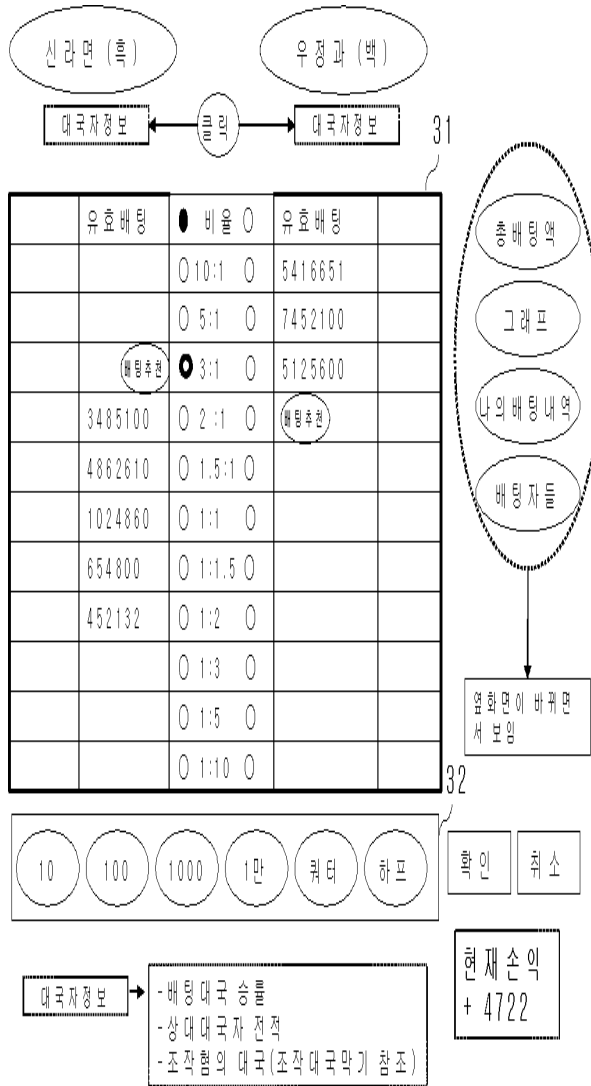 신라면 (흑)
우정과 (백)
대국자정보
클릭
대국자정보
31
유효배팅 ● 비율 ○ 유효배팅
○ 10:1 ○ 5416651
○ 5:1 ○ 7452100
배팅추천 ○ 3:1 ○ 5125600
3485100 ○ 2:1 ○ 배팅추천
4862610 ○ 1.5:1 ○
1024860 ○ 1:1 ○
654800 ○ 1:1.5 ○
452132 ○ 1:2 ○
○ 1:3 ○
○ 1:5 ○
○ 1:10 ○
총배팅액
그래프
나의배팅내역
배팅자들
옆화면이 바뀌면
서 보임
32
10 100 1000 1만 쿼터 하프
확인 취소
대국자정보
-배팅대국 승률
-상대대국자 전적
-조작혐의 대국(조작대국막기 참조)
현재손익
+ 4722